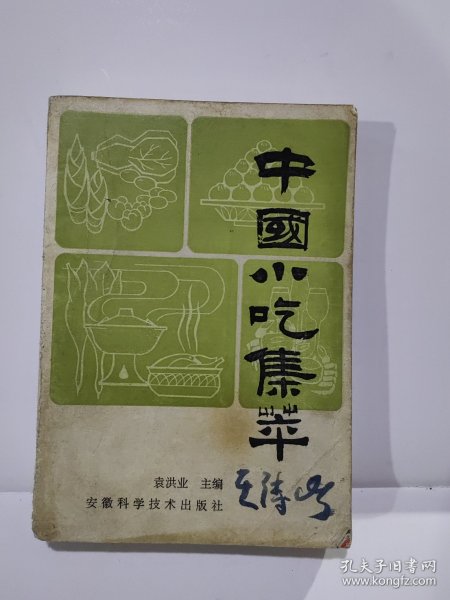 中國小吃集萃
袁洪业 主编
安徽科学技术出版社
孔夫子旧书网
www.kongfz.com